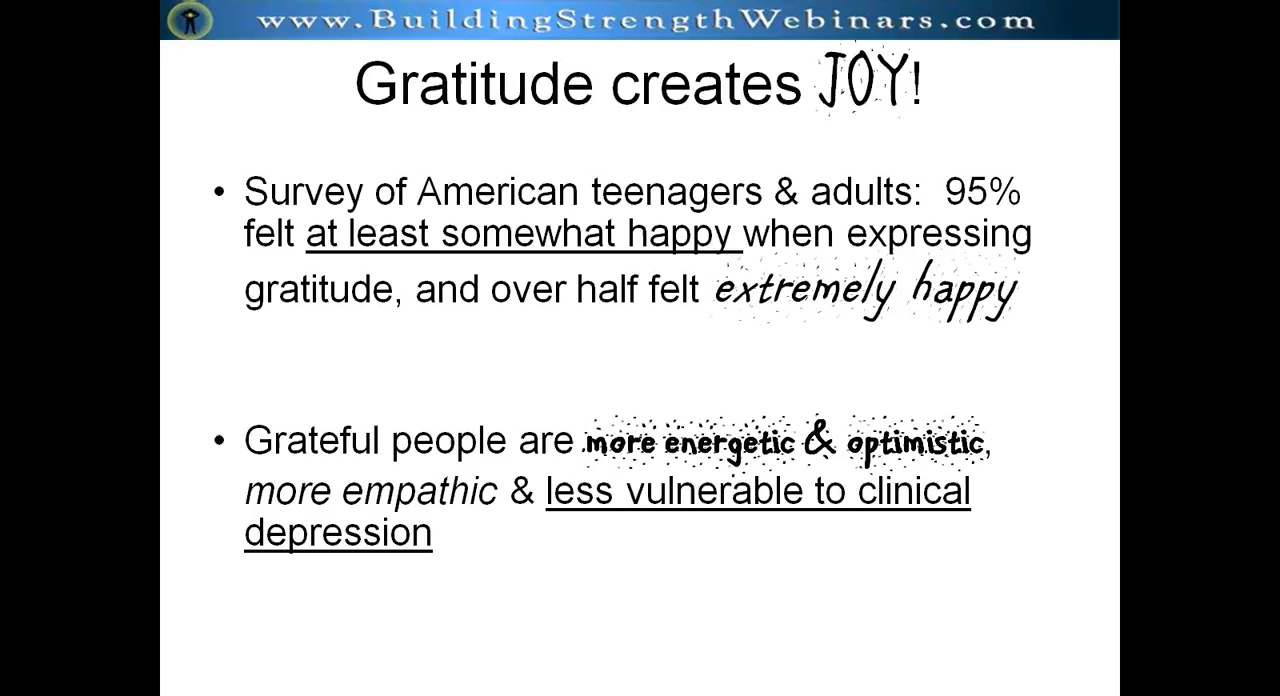 www.BuildingStrengthWebinars.com
Gratitude creates JOY!
• Survey of American teenagers & adults: 95%
felt at least somewhat happy when expressing
gratitude, and over half felt extremely happy
• Grateful people are more energetic & optimistic,
more empathic & less vulnerable to clinical
depression